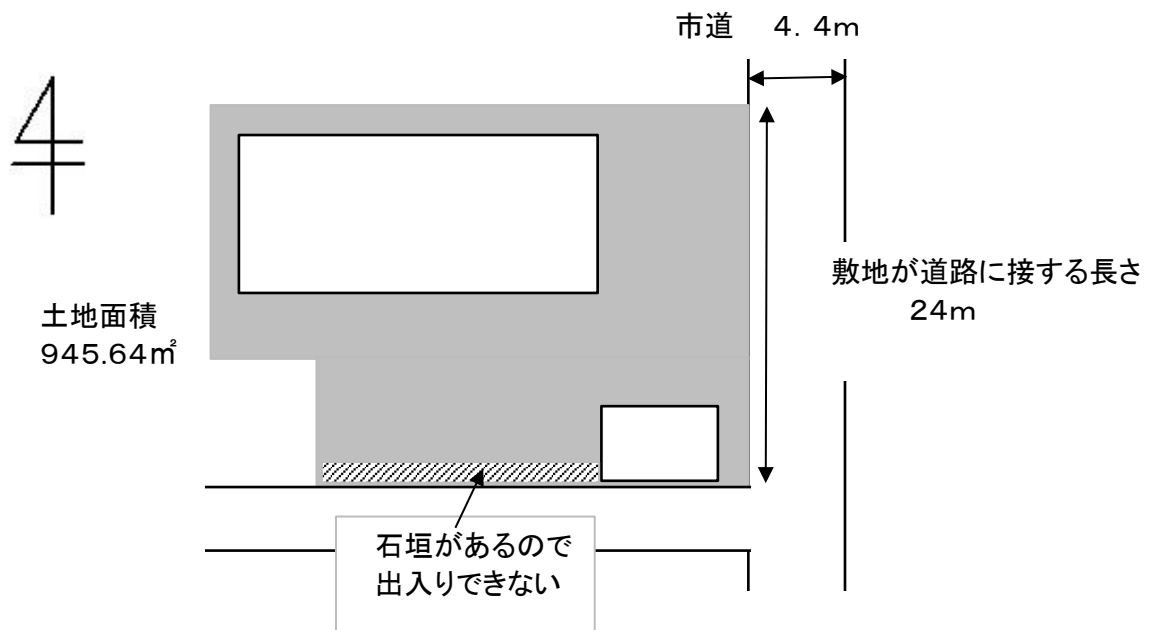 市道　４．４ｍ
敷地が道路に接する長さ
２４ｍ
土地面積
945.64㎡
石垣があるので
出入りできない